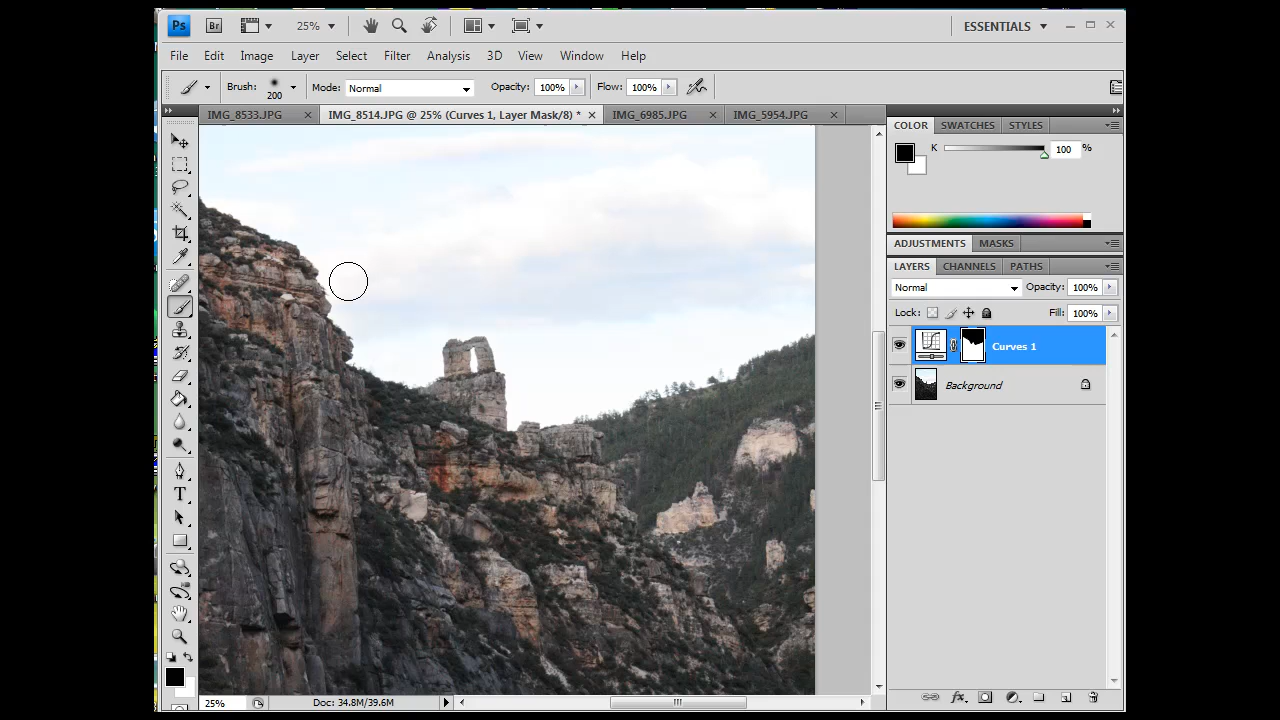 Ps Br 25% ESSENTIALS
File Edit Image Layer Select Filter Analysis 3D View Window Help
Brush: 200 Mode: Normal Opacity: 100% Flow: 100%
IMG_8533.JPG IMG_8514.JPG @ 25% (Curves 1, Layer Mask/8) * IMG_6985.JPG IMG_5954.JPG
COLOR SWATCHES STYLES
K 100 %
ADJUSTMENTS MASKS
LAYERS CHANNELS PATHS
Normal Opacity: 100%
Lock: Fill: 100%
Curves 1
Background
T
25% Doc: 34.8M/39.6M
fx